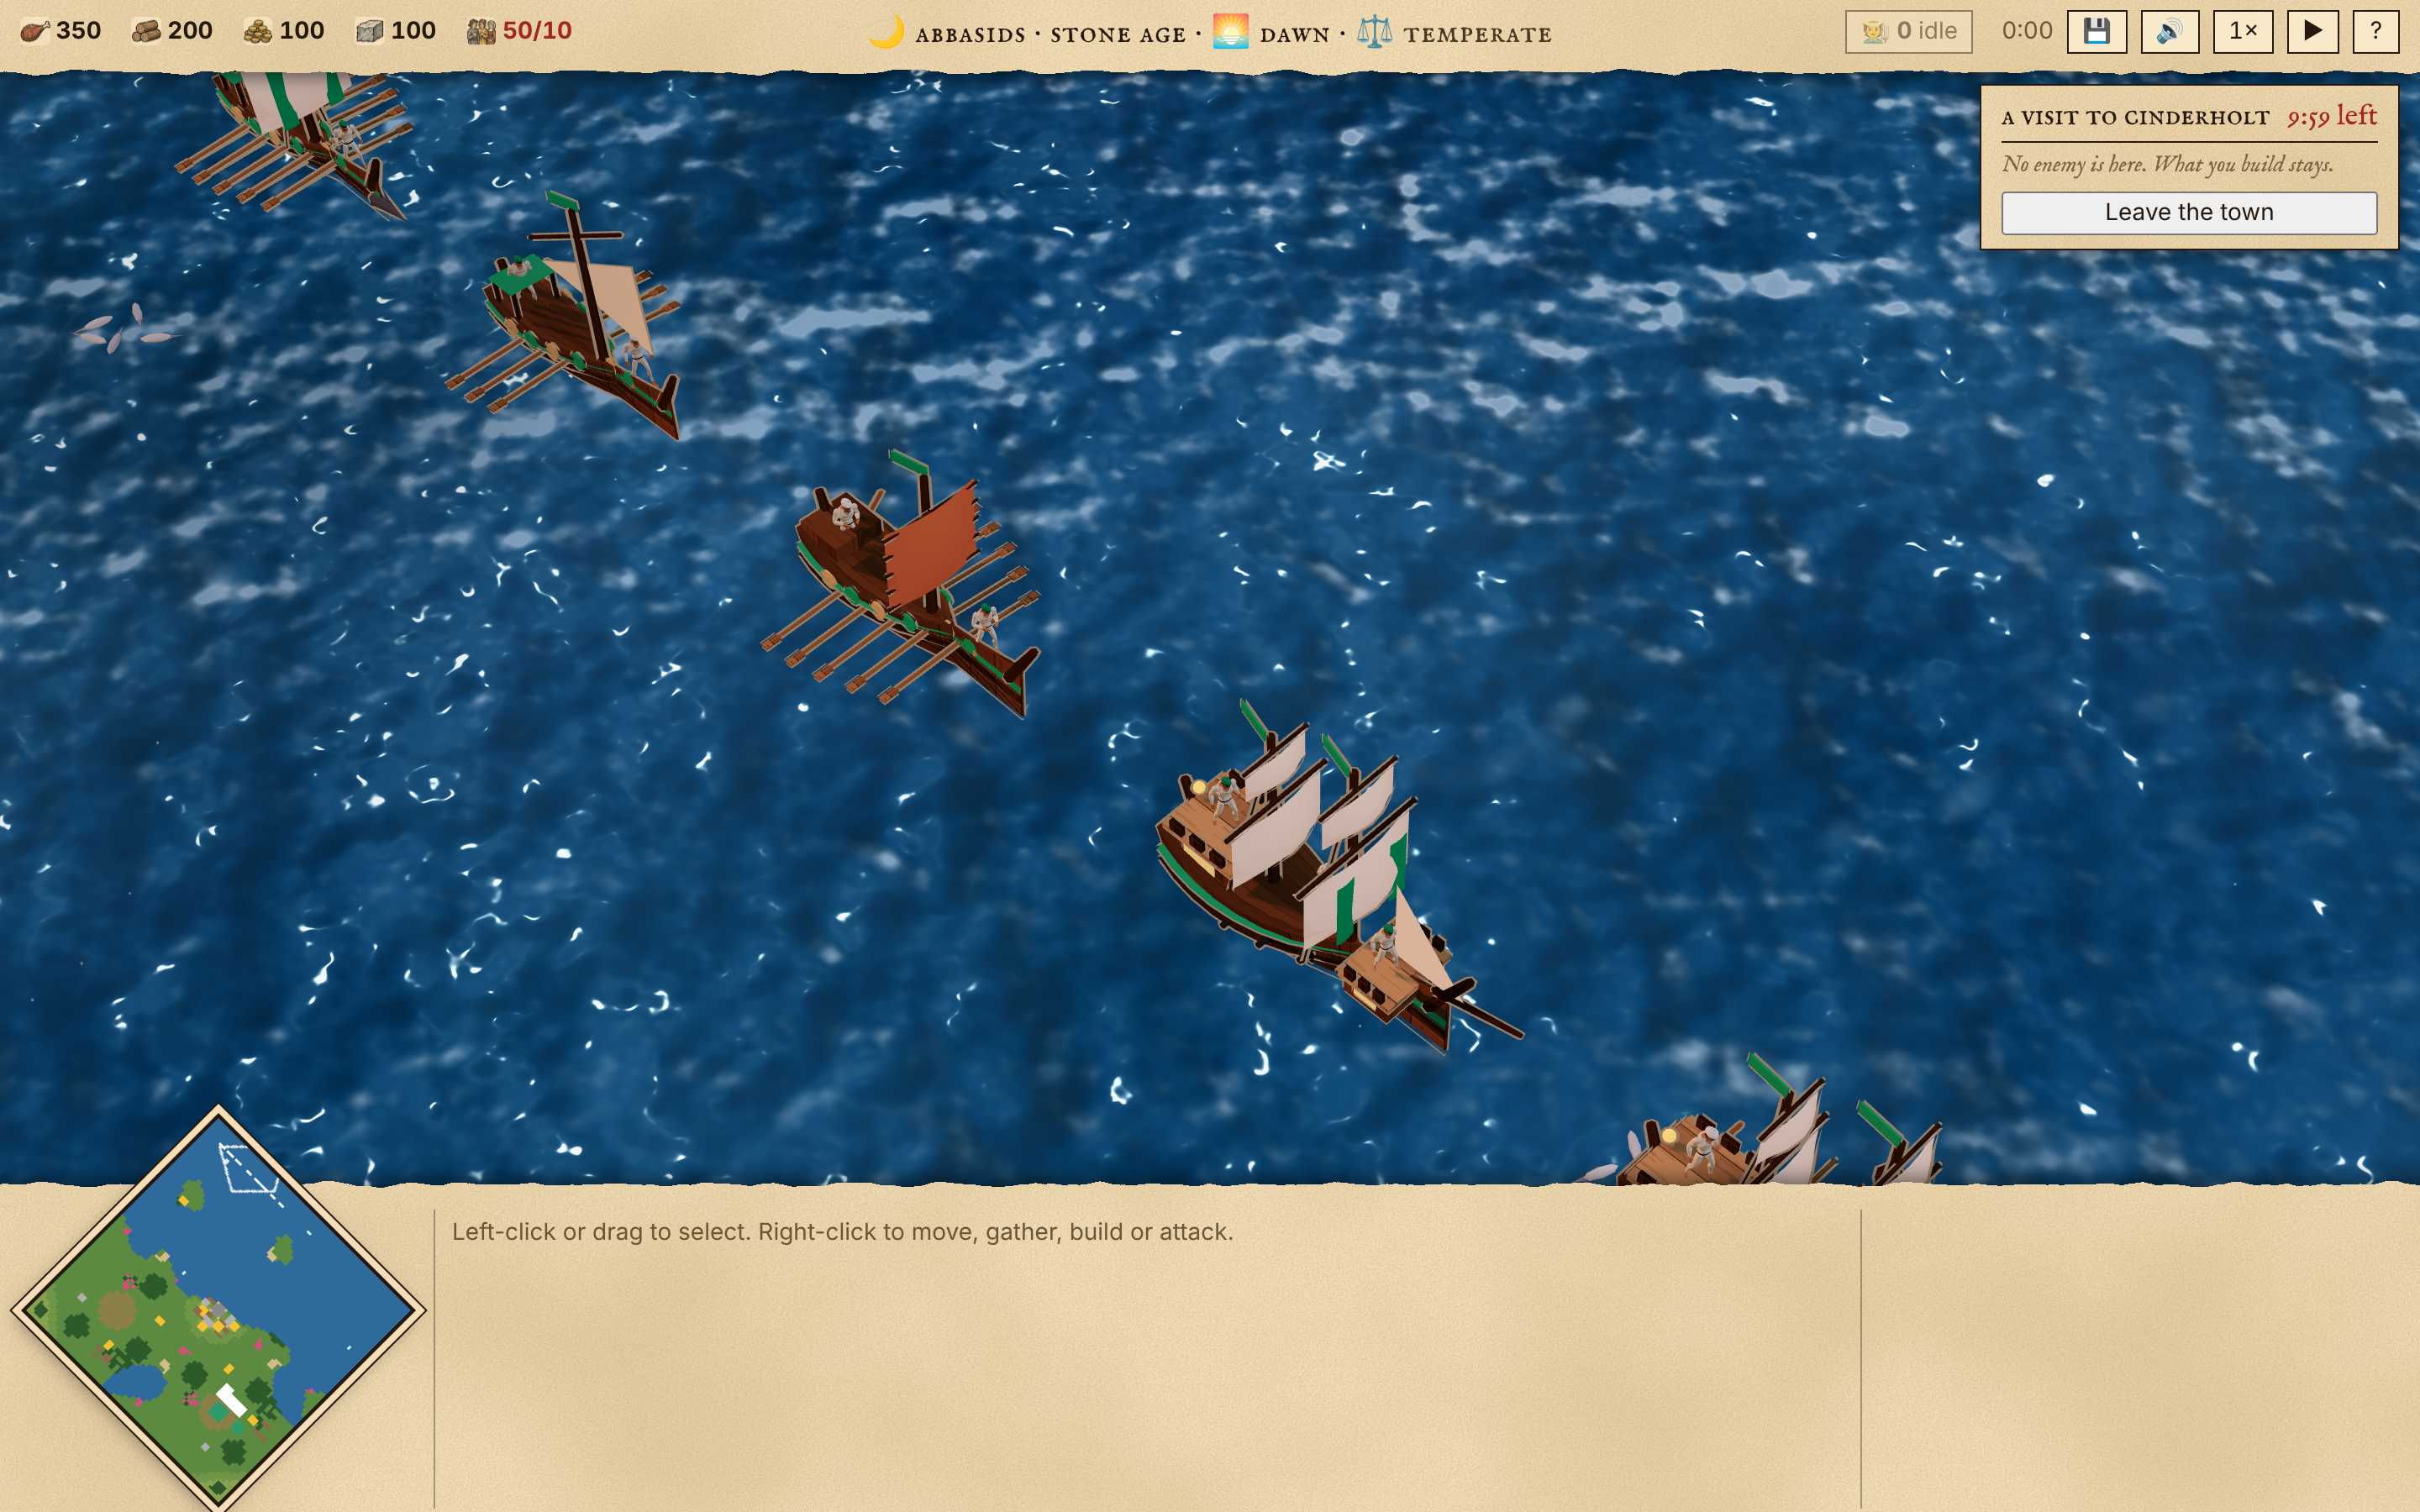 350 200 100 100 50/10
ABBASIDS · STONE AGE · DAWN · TEMPERATE
0 idle 0:00 1× ?
A VISIT TO CINDERHOLT 9:59 left
No enemy is here. What you build stays.
Leave the town
Left-click or drag to select. Right-click to move, gather, build or attack.